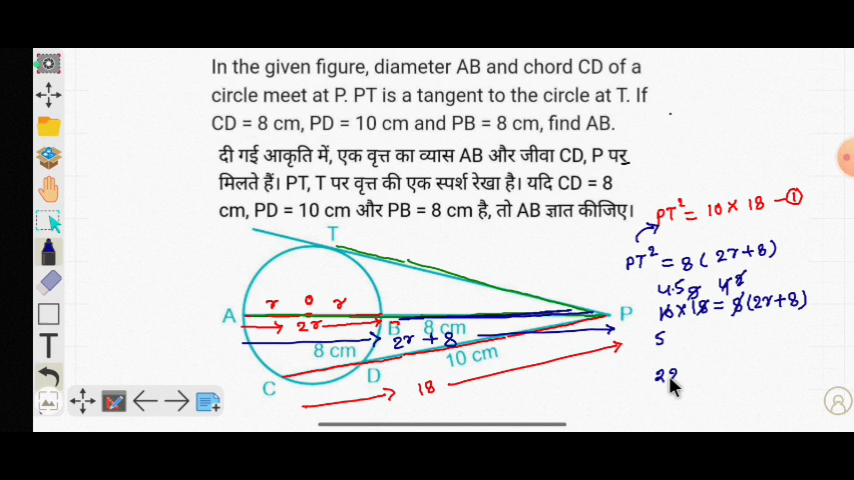 In the given figure, diameter AB and chord CD of a
circle meet at P. PT is a tangent to the circle at T. If
CD = 8 cm, PD = 10 cm and PB = 8 cm, find AB.
दी गई आकृति में, एक वृत्त का व्यास AB और जीवा CD, P पर
मिलते हैं। PT, T पर वृत्त की एक स्पर्श रेखा है। यदि CD = 8
cm, PD = 10 cm और PB = 8 cm है, तो AB ज्ञात कीजिए।
PT² = 10 × 18 — ①
T
PT² = 8 ( 2r + 8)
A r O r B 8 cm P
2r
8 cm 2r + 8
10 cm
C D
18
10 × 18 = 8 (2r + 8)
5
22
T